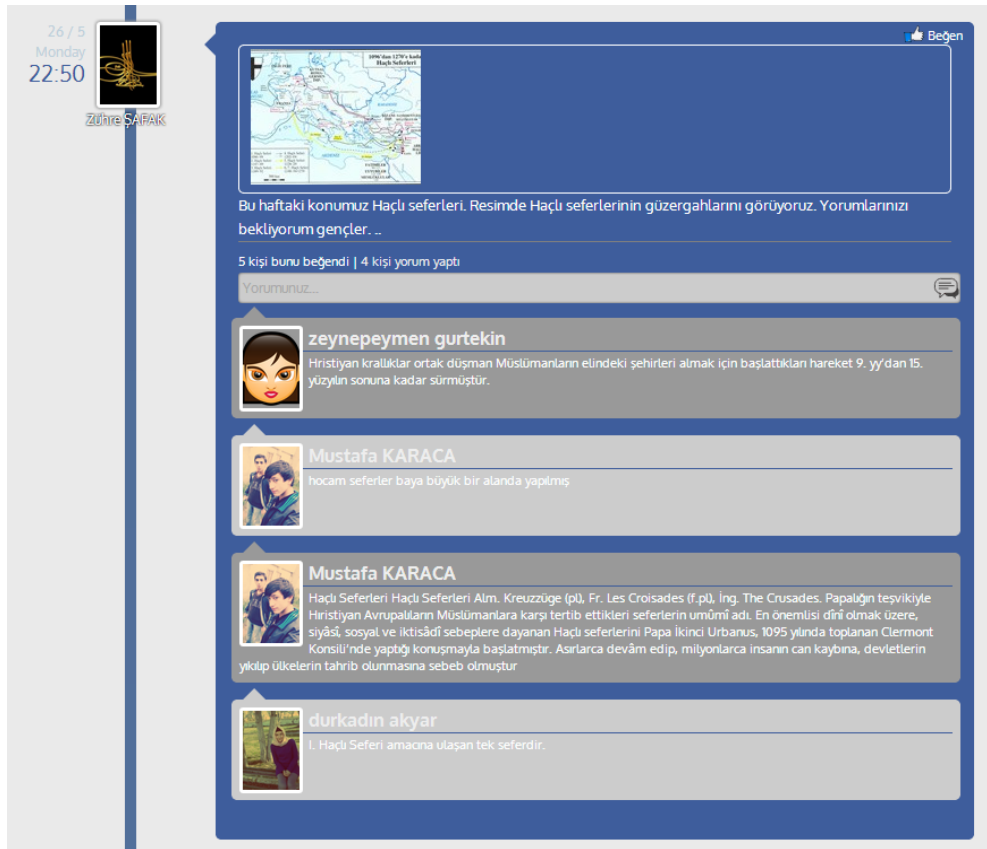 26 / 5
Monday
22:50
Zühre ŞAFAK
Beğen
1096'dan 1270'e kadar
Haçlı Seferleri
Bu haftaki konumuz Haçlı seferleri. Resimde Haçlı seferlerinin güzergahlarını görüyoruz. Yorumlarınızı
bekliyorum gençler. ..
5 kişi bunu beğendi | 4 kişi yorum yaptı
Yorumunuz...
zeynepeymen gurtekin
Hristiyan krallıklar ortak düşman Müslümanların elindeki şehirleri almak için başlattıkları hareket 9. yy'dan 15.
yüzyılın sonuna kadar sürmüştür.
Mustafa KARACA
hocam seferler baya büyük bir alanda yapılmış
Mustafa KARACA
Haçlı Seferleri Haçlı Seferleri Alm. Kreuzzüge (pl), Fr. Les Croisades (f.pl), İng. The Crusades. Papalığın teşvikiyle
Hıristiyan Avrupalıların Müslümanlara karşı tertib ettikleri seferlerin umûmî adı. En önemlisi dînî olmak üzere,
siyâsî, sosyal ve iktisâdî sebeplere dayanan Haçlı seferlerini Papa İkinci Urbanus, 1095 yılında toplanan Clermont
Konsili'nde yaptığı konuşmayla başlatmıştır. Asırlarca devâm edip, milyonlarca insanın can kaybına, devletlerin
yıkılıp ülkelerin tahrib olunmasına sebeb olmuştur
durkadın akyar
I. Haçlı Seferi amacına ulaşan tek seferdir.